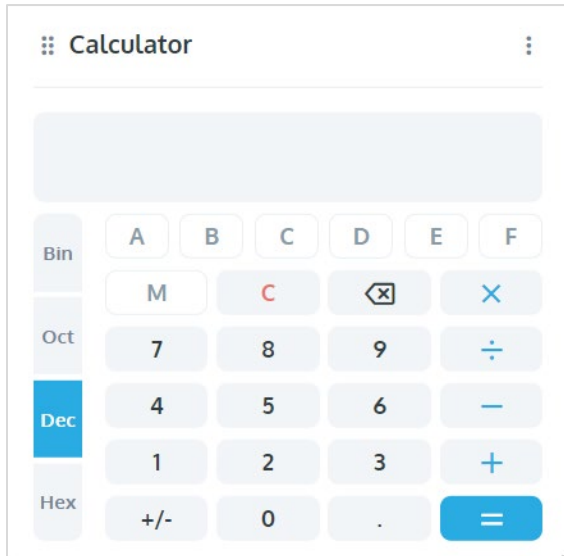 Calculator
Bin
A B C D E F
M C ×
Oct
7 8 9 ÷
Dec
4 5 6 −
1 2 3 +
Hex
+/- 0 . =